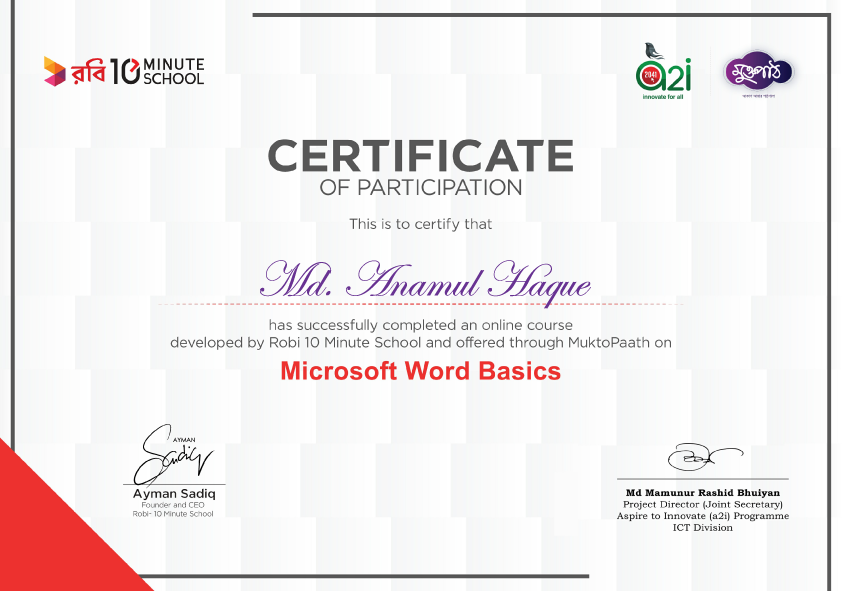 রবি 10 MINUTE SCHOOL
2041
a2i
innovate for all
মুক্তপাঠ
CERTIFICATE
OF PARTICIPATION
This is to certify that
Md. Anamul Haque
has successfully completed an online course
developed by Robi 10 Minute School and offered through MuktoPaath on
Microsoft Word Basics
AYMAN
Sadiq
Ayman Sadiq
Founder and CEO
Robi- 10 Minute School
Md Mamunur Rashid Bhuiyan
Project Director (Joint Secretary)
Aspire to Innovate (a2i) Programme
ICT Division